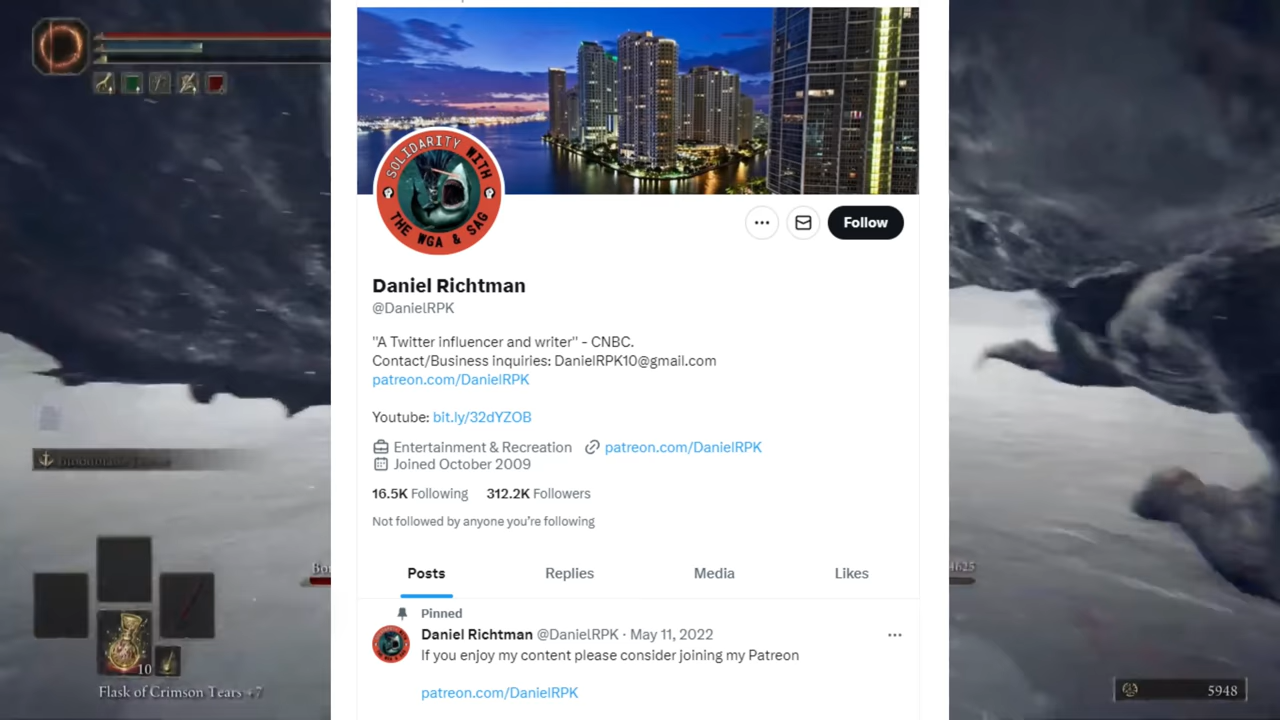 SOLIDARITY WITH
THE WGA & SAG
Follow
Daniel Richtman
@DanielRPK
"A Twitter influencer and writer" - CNBC.
Contact/Business inquiries: DanielRPK10@gmail.com
patreon.com/DanielRPK
Youtube: bit.ly/32dYZOB
Entertainment & Recreation patreon.com/DanielRPK
Joined October 2009
16.5K Following 312.2K Followers
Not followed by anyone you're following
Posts Replies Media Likes
Pinned
Daniel Richtman @DanielRPK · May 11, 2022
If you enjoy my content please consider joining my Patreon
patreon.com/DanielRPK
10
Flask of Crimson Tears +7
4625
5948